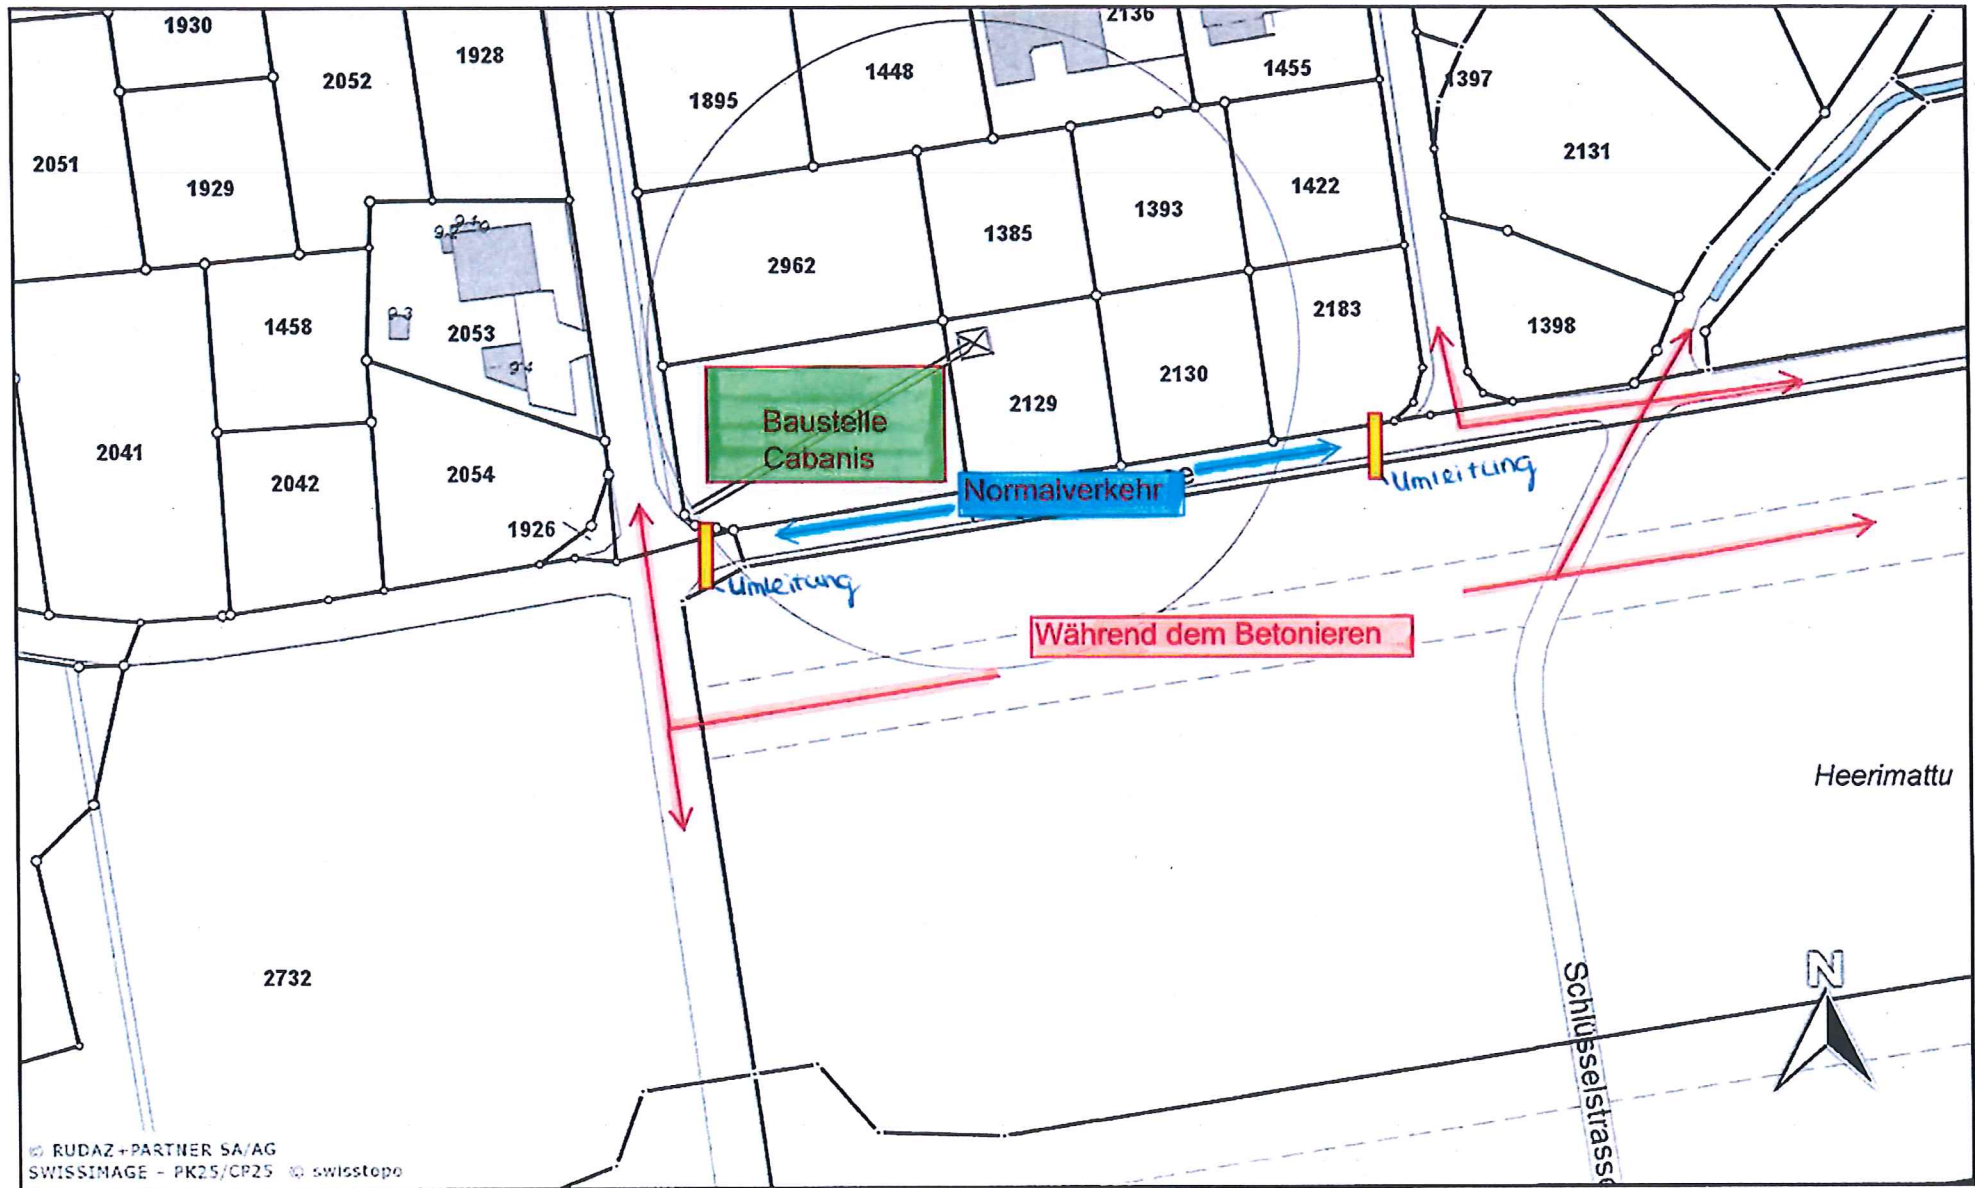 1930
2136
2052
1928
1448
1455
1397
1895
2051
1929
2131
1422
1385
1393
2962
2183
1458
2053
1398
2130
2129
Baustelle
Cabanis
2041
2042
2054
Normalverkehr
Umleitung
1926
Umleitung
Während dem Betonieren
Heerimattu
2732
N
Schlüsselstrasse
© RUDAZ+PARTNER SA/AG
SWISSIMAGE - PK25/CP25 © swisstopo